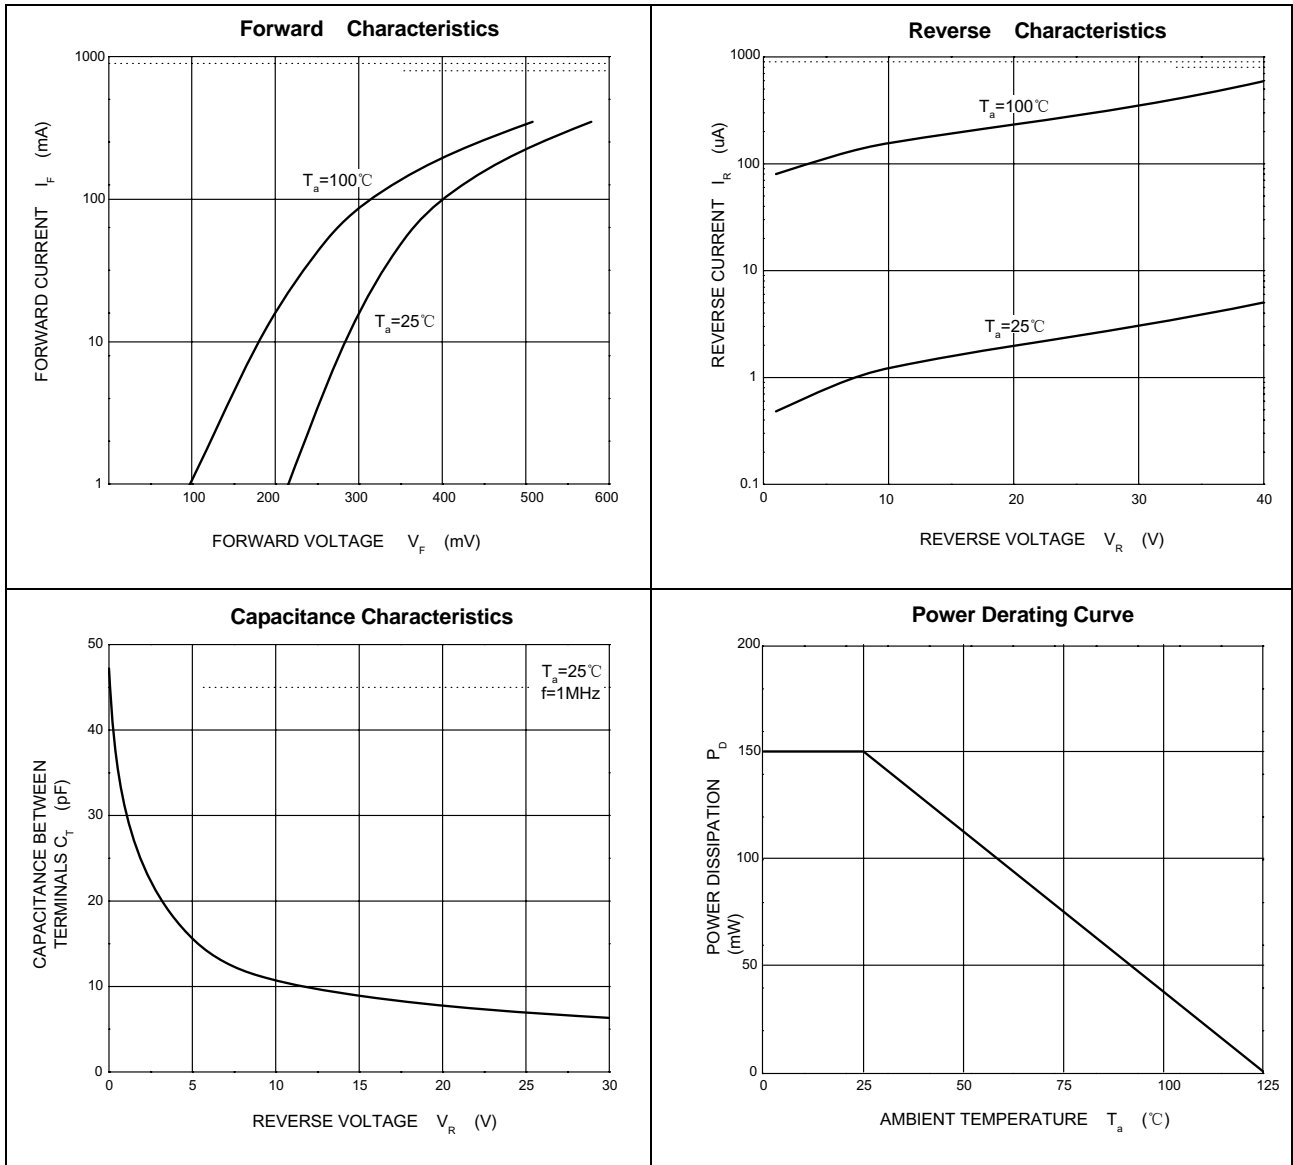 Forward Characteristics
1000
100
10
1
100 200 300 400 500 600
FORWARD CURRENT I_F (mA)
T_a=100℃
T_a=25℃
FORWARD VOLTAGE V_F (mV)
Reverse Characteristics
1000
100
10
1
0.1
0 10 20 30 40
REVERSE CURRENT I_R (uA)
T_a=100℃
T_a=25℃
REVERSE VOLTAGE V_R (V)
Capacitance Characteristics
50
40
30
20
10
0
0 5 10 15 20 25 30
CAPACITANCE BETWEEN
TERMINALS C_T (pF)
T_a=25℃
f=1MHz
REVERSE VOLTAGE V_R (V)
Power Derating Curve
200
150
100
50
0
0 25 50 75 100 125
POWER DISSIPATION P_D
(mW)
AMBIENT TEMPERATURE T_a (℃)